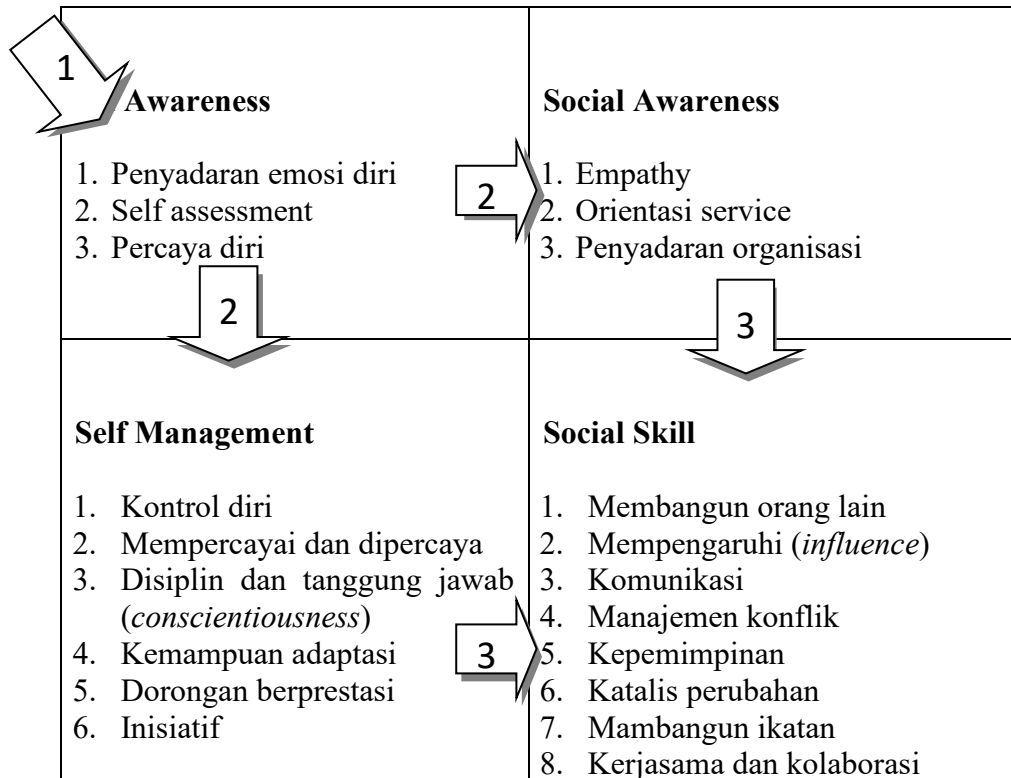 1
Awareness
1. Penyadaran emosi diri
2. Self assessment
3. Percaya diri
2
2
Social Awareness
1. Empathy
2. Orientasi service
3. Penyadaran organisasi
3
Self Management
1. Kontrol diri
2. Mempercayai dan dipercaya
3. Disiplin dan tanggung jawab
(conscientiousness)
4. Kemampuan adaptasi
5. Dorongan berprestasi
6. Inisiatif
3
Social Skill
1. Membangun orang lain
2. Mempengaruhi (influence)
3. Komunikasi
4. Manajemen konflik
5. Kepemimpinan
6. Katalis perubahan
7. Mambangun ikatan
8. Kerjasama dan kolaborasi